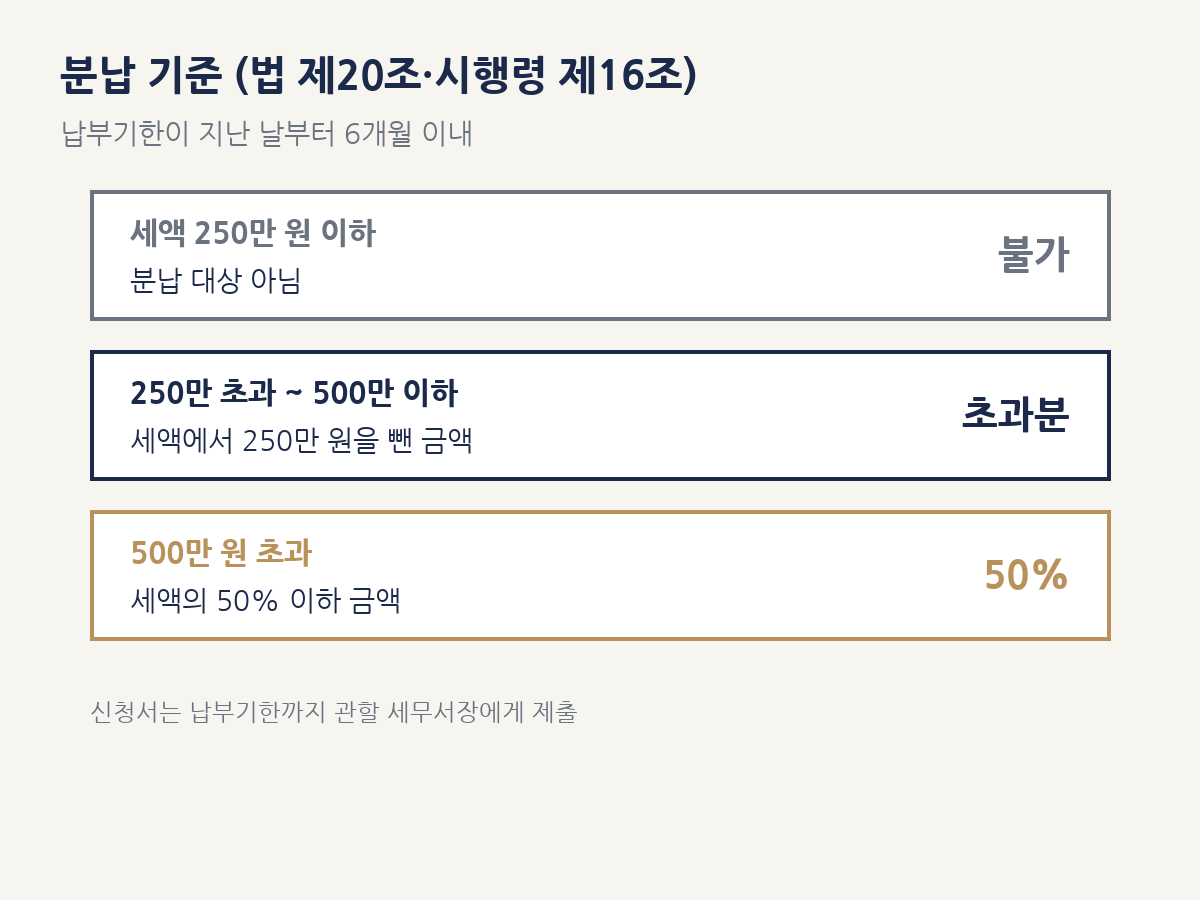 분납 기준 (법 제20조·시행령 제16조)
납부기한이 지난 날부터 6개월 이내
세액 250만 원 이하
불가
분납 대상 아님
250만 초과 ~ 500만 이하
초과분
세액에서 250만 원을 뺀 금액
500만 원 초과
50%
세액의 50% 이하 금액
신청서는 납부기한까지 관할 세무서장에게 제출